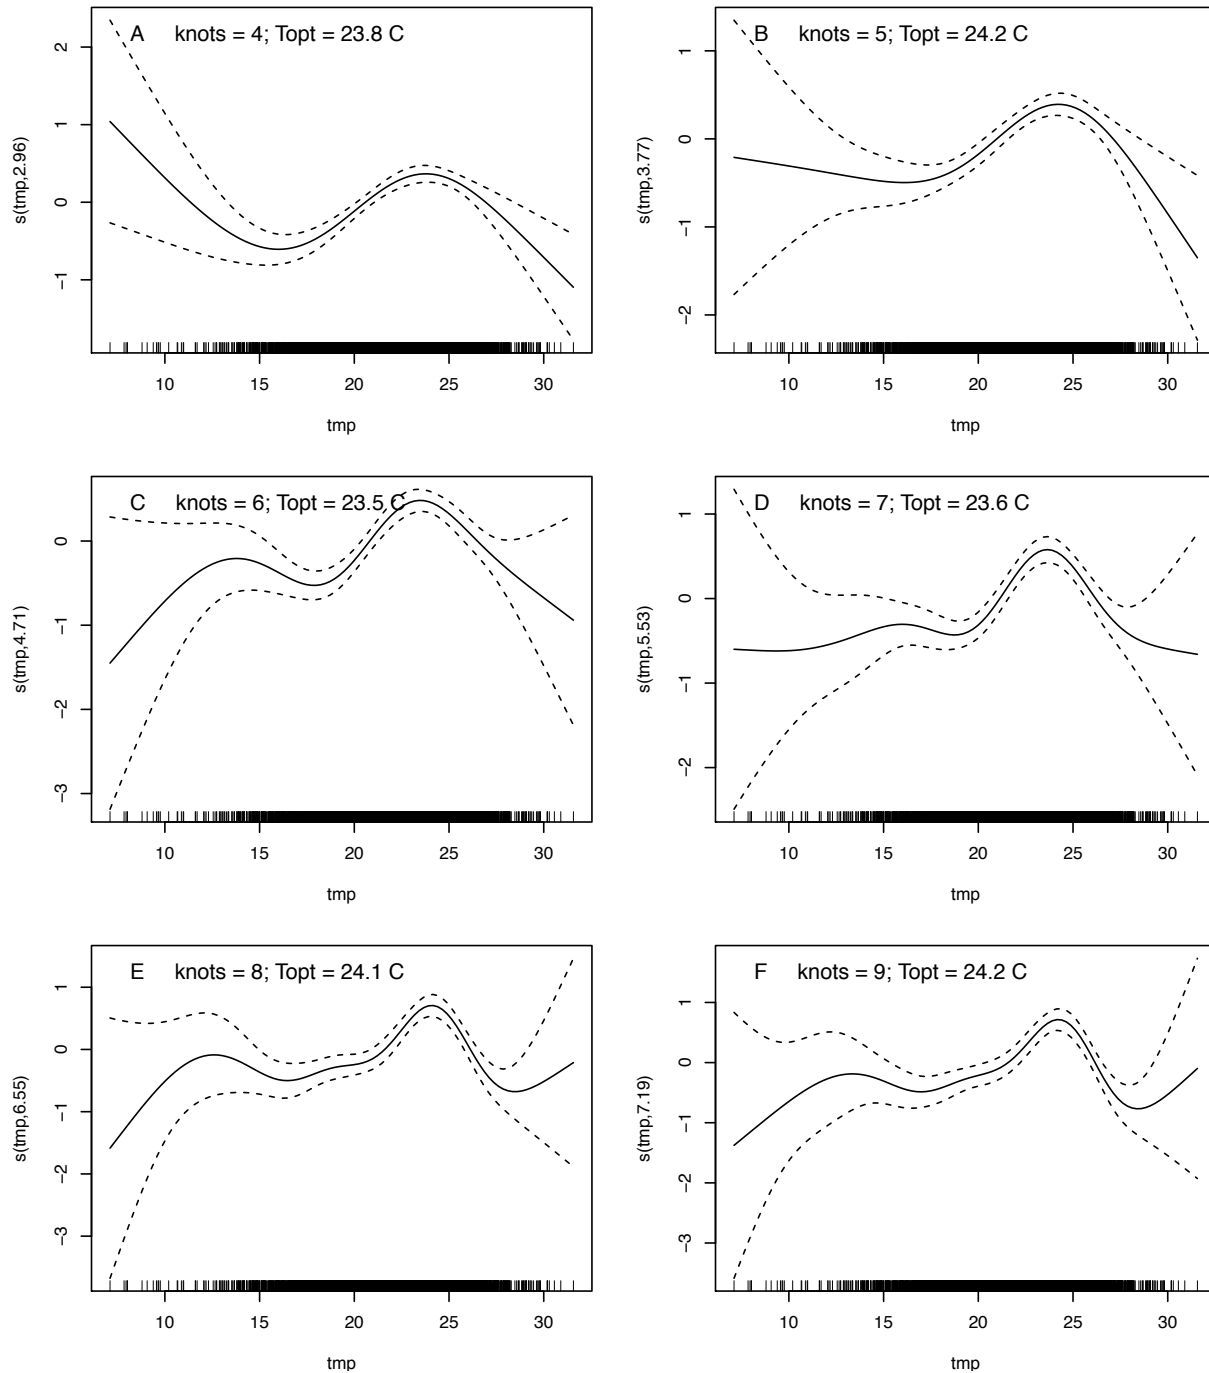 A knots = 4; Topt = 23.8 C
s(tmp,2.96)
2
1
0
−1
10 15 20 25 30
tmp
B knots = 5; Topt = 24.2 C
s(tmp,3.77)
1
0
−1
−2
10 15 20 25 30
tmp
C knots = 6; Topt = 23.5 C
s(tmp,4.71)
0
−1
−2
−3
10 15 20 25 30
tmp
D knots = 7; Topt = 23.6 C
s(tmp,5.53)
1
0
−1
−2
10 15 20 25 30
tmp
E knots = 8; Topt = 24.1 C
s(tmp,6.55)
1
0
−1
−2
−3
10 15 20 25 30
tmp
F knots = 9; Topt = 24.2 C
s(tmp,7.19)
1
0
−1
−2
−3
10 15 20 25 30
tmp